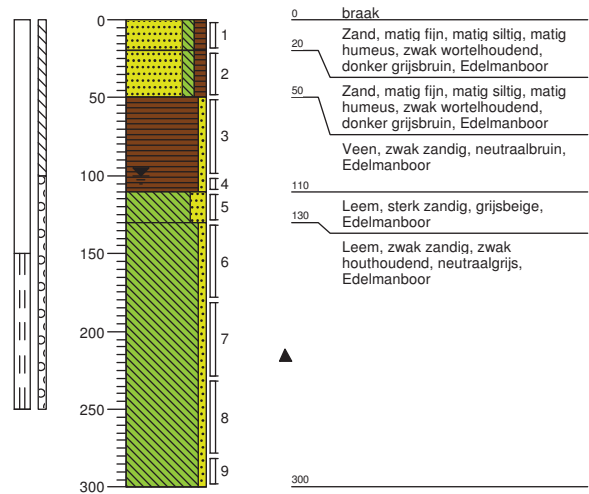 0
50
100
150
200
250
300
1
2
3
4
5
6
7
8
9
0 braak
Zand, matig fijn, matig siltig, matig
20 humeus, zwak wortelhoudend,
donker grijsbruin, Edelmanboor
50 Zand, matig fijn, matig siltig, matig
humeus, zwak wortelhoudend,
donker grijsbruin, Edelmanboor
Veen, zwak zandig, neutraalbruin,
Edelmanboor
110
Leem, sterk zandig, grijsbeige,
130 Edelmanboor
Leem, zwak zandig, zwak
houthoudend, neutraalgrijs,
Edelmanboor
300